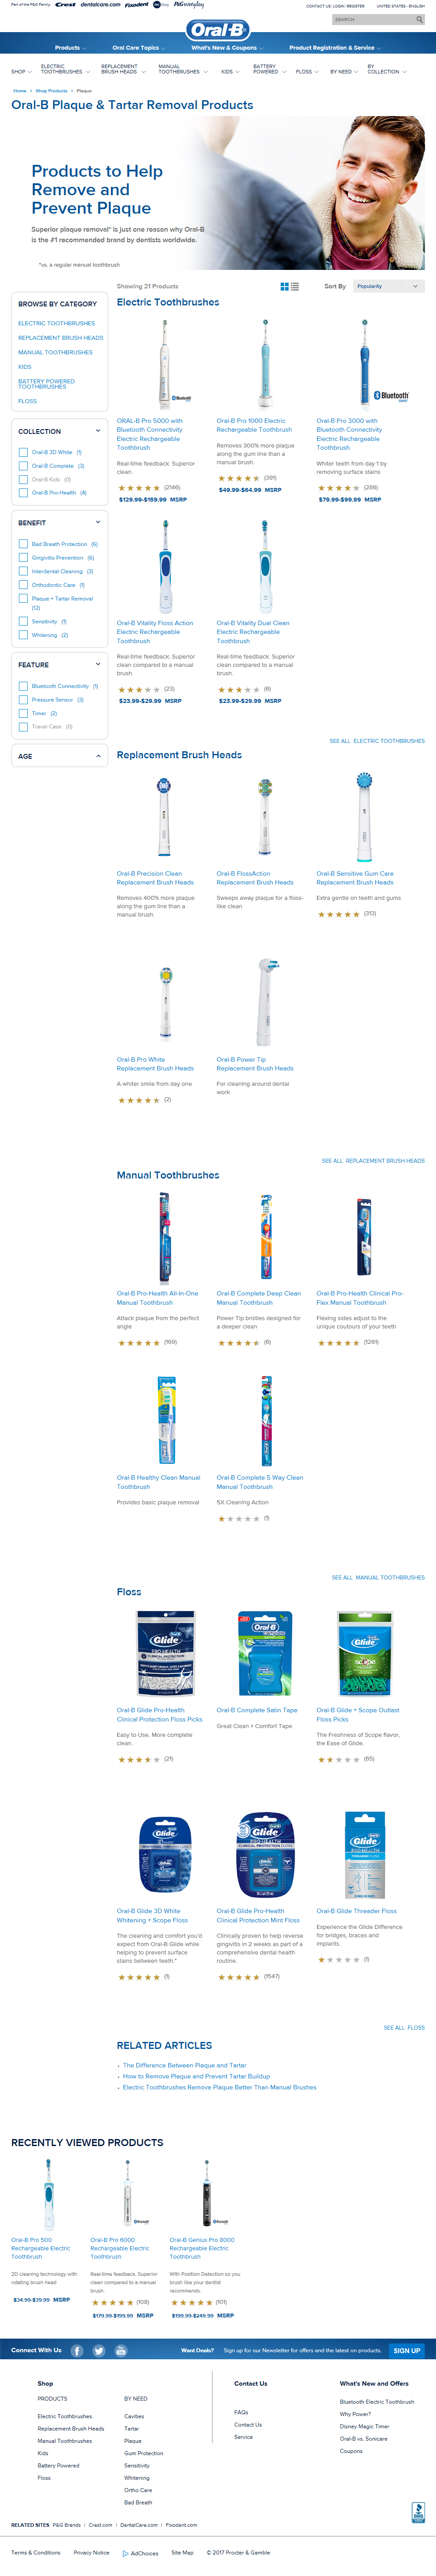 Part of the P&G Family
Crest
dentalcare.com
Fixodent
P&G everyday
CONTACT US LOGIN | REGISTER
UNITED STATES - ENGLISH
SEARCH
Oral-B
Products
Oral Care Topics
What's New & Coupons
Product Registration & Service
SHOP
ELECTRIC TOOTHBRUSHES
REPLACEMENT BRUSH HEADS
MANUAL TOOTHBRUSHES
KIDS
BATTERY POWERED
FLOSS
BY NEED
BY COLLECTION
Home > Shop Products > Plaque
Oral-B Plaque & Tartar Removal Products
Products to Help
Remove and
Prevent Plaque
Superior plaque removal* is just one reason why Oral-B
is the #1 recommended brand by dentists worldwide.
*vs. a regular manual toothbrush
BROWSE BY CATEGORY
ELECTRIC TOOTHBRUSHES
REPLACEMENT BRUSH HEADS
MANUAL TOOTHBRUSHES
KIDS
BATTERY POWERED
TOOTHBRUSHES
FLOSS
COLLECTION
Oral-B 3D White (1)
Oral-B Complete (3)
Oral-B Kids (0)
Oral-B Pro-Health (4)
BENEFIT
Bad Breath Protection (6)
Gingivitis Prevention (6)
Interdental Cleaning (3)
Orthodontic Care (1)
Plaque + Tartar Removal
(12)
Sensitivity (1)
Whitening (2)
FEATURE
Bluetooth Connectivity (1)
Pressure Sensor (3)
Timer (2)
Travel Case (0)
AGE
Showing 21 Products
Sort By
Popularity
Electric Toothbrushes
Bluetooth
ORAL-B Pro 5000 with
Bluetooth Connectivity
Electric Rechargeable
Toothbrush
Real-time feedback. Superior
clean.
(2146)
$129.99-$159.99 MSRP
Oral-B Pro 1000 Electric
Rechargeable Toothbrush
Removes 300% more plaque
along the gum line than a
manual brush.
(391)
$49.99-$64.99 MSRP
Bluetoov
Oral-B Pro 3000 with
Bluetooth Connectivity
Electric Rechargeable
Toothbrush
Whiter teeth from day 1 by
removing surface stains
(286)
$79.99-$99.99 MSRP
Oral-B Vitality Floss Action
Electric Rechargeable
Toothbrush
Real-time feedback. Superior
clean compared to a manual
brush.
(23)
$23.99-$29.99 MSRP
Oral-B Vitality Dual Clean
Electric Rechargeable
Toothbrush
Real-time feedback. Superior
clean compared to a manual
brush.
(6)
$23.99-$29.99 MSRP
SEE ALL ELECTRIC TOOTHBRUSHES
Replacement Brush Heads
Oral-B Precision Clean
Replacement Brush Heads
Removes 400% more plaque
along the gum line than a
manual brush.
Oral-B FlossAction
Replacement Brush Heads
Sweeps away plaque for a floss-
like clean
Oral-B Sensitive Gum Care
Replacement Brush Heads
Extra gentle on teeth and gums
(313)
Oral-B Pro White
Replacement Brush Heads
A whiter smile from day one
(2)
Oral-B Power Tip
Replacement Brush Heads
For cleaning around dental
work
SEE ALL REPLACEMENT BRUSH HEADS
Manual Toothbrushes
Oral-B Pro-Health All-In-One
Manual Toothbrush
Attack plaque from the perfect
angle
(169)
Oral-B Complete Deep Clean
Manual Toothbrush
Power Tip bristles designed for
a deeper clean
(6)
Oral-B Pro-Health Clinical Pro-
Flex Manual Toothbrush
Flexing sides adjust to the
unique coutours of your teeth
(1261)
Oral-B Healthy Clean Manual
Toothbrush
Provides basic plaque removal
Oral-B Complete 5 Way Clean
Manual Toothbrush
5X Cleaning Action
(1)
SEE ALL MANUAL TOOTHBRUSHES
Floss
Oral-B Glide Pro-Health
Clinical Protection Floss Picks
Easy to Use. More complete
clean.
(21)
Oral-B Complete Satin Tape
Great Clean + Comfort Tape
Oral-B Glide + Scope Outlast
Floss Picks
The Freshness of Scope flavor,
the Ease of Glide.
(65)
Oral-B Glide 3D White
Whitening + Scope Floss
The cleaning and comfort you'd
expect from Oral-B Glide while
helping to prevent surface
stains between teeth.*
(1)
Oral-B Glide Pro-Health
Clinical Protection Mint Floss
Clinically proven to help reverse
gingivitis in 2 weeks as part of a
comprehensive dental health
routine.
(1547)
Oral-B Glide Threader Floss
Experience the Glide Difference
for bridges, braces and
implants.
(1)
SEE ALL FLOSS
RELATED ARTICLES
The Difference Between Plaque and Tartar
How to Remove Plaque and Prevent Tartar Buildup
Electric Toothbrushes Remove Plaque Better Than Manual Brushes
RECENTLY VIEWED PRODUCTS
Oral-B Pro 500
Rechargeable Electric
Toothbrush
2D cleaning technology with
rotating brush head
$34.99-$39.99 MSRP
Oral-B Pro 6000
Rechargeable Electric
Toothbrush
Real-time feedback. Superior
clean compared to a manual
brush.
(108)
$179.99-$199.99 MSRP
Oral-B Genius Pro 8000
Rechargeable Electric
Toothbrush
With Position Detection so you
brush like your dentist
recommends.
(101)
$199.99-$249.99 MSRP
Connect With Us
Want Deals? Sign up for our Newsletter for offers and the latest on products.
SIGN UP
Shop
PRODUCTS
Electric Toothbrushes
Replacement Brush Heads
Manual Toothbrushes
Kids
Battery Powered
Floss
BY NEED
Cavities
Tartar
Plaque
Gum Protection
Sensitivity
Whitening
Ortho Care
Bad Breath
Contact Us
FAQs
Contact Us
Service
What's New and Offers
Bluetooth Electric Toothbrush
Why Power?
Disney Magic Timer
Oral-B vs. Sonicare
Coupons
BBB
RELATED SITES P&G Brands | Crest.com | DentalCare.com | Fixodent.com
Terms & Conditions
Privacy Notice
AdChoices
Site Map
© 2017 Procter & Gamble